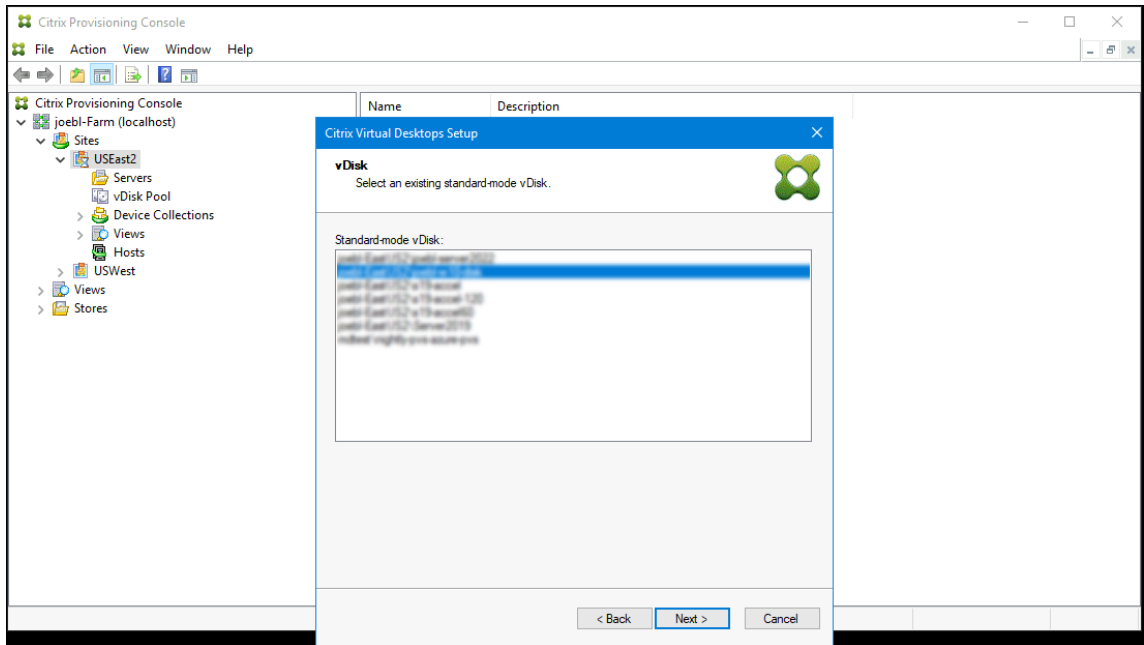 Citrix Provisioning Console
File Action View Window Help
Citrix Provisioning Console
joebl-Farm (localhost)
Sites
USEast2
Servers
vDisk Pool
Device Collections
Views
Hosts
USWest
Views
Stores
Name Description
Citrix Virtual Desktops Setup
vDisk
Select an existing standard-mode vDisk.
Standard-mode vDisk:
< Back Next > Cancel